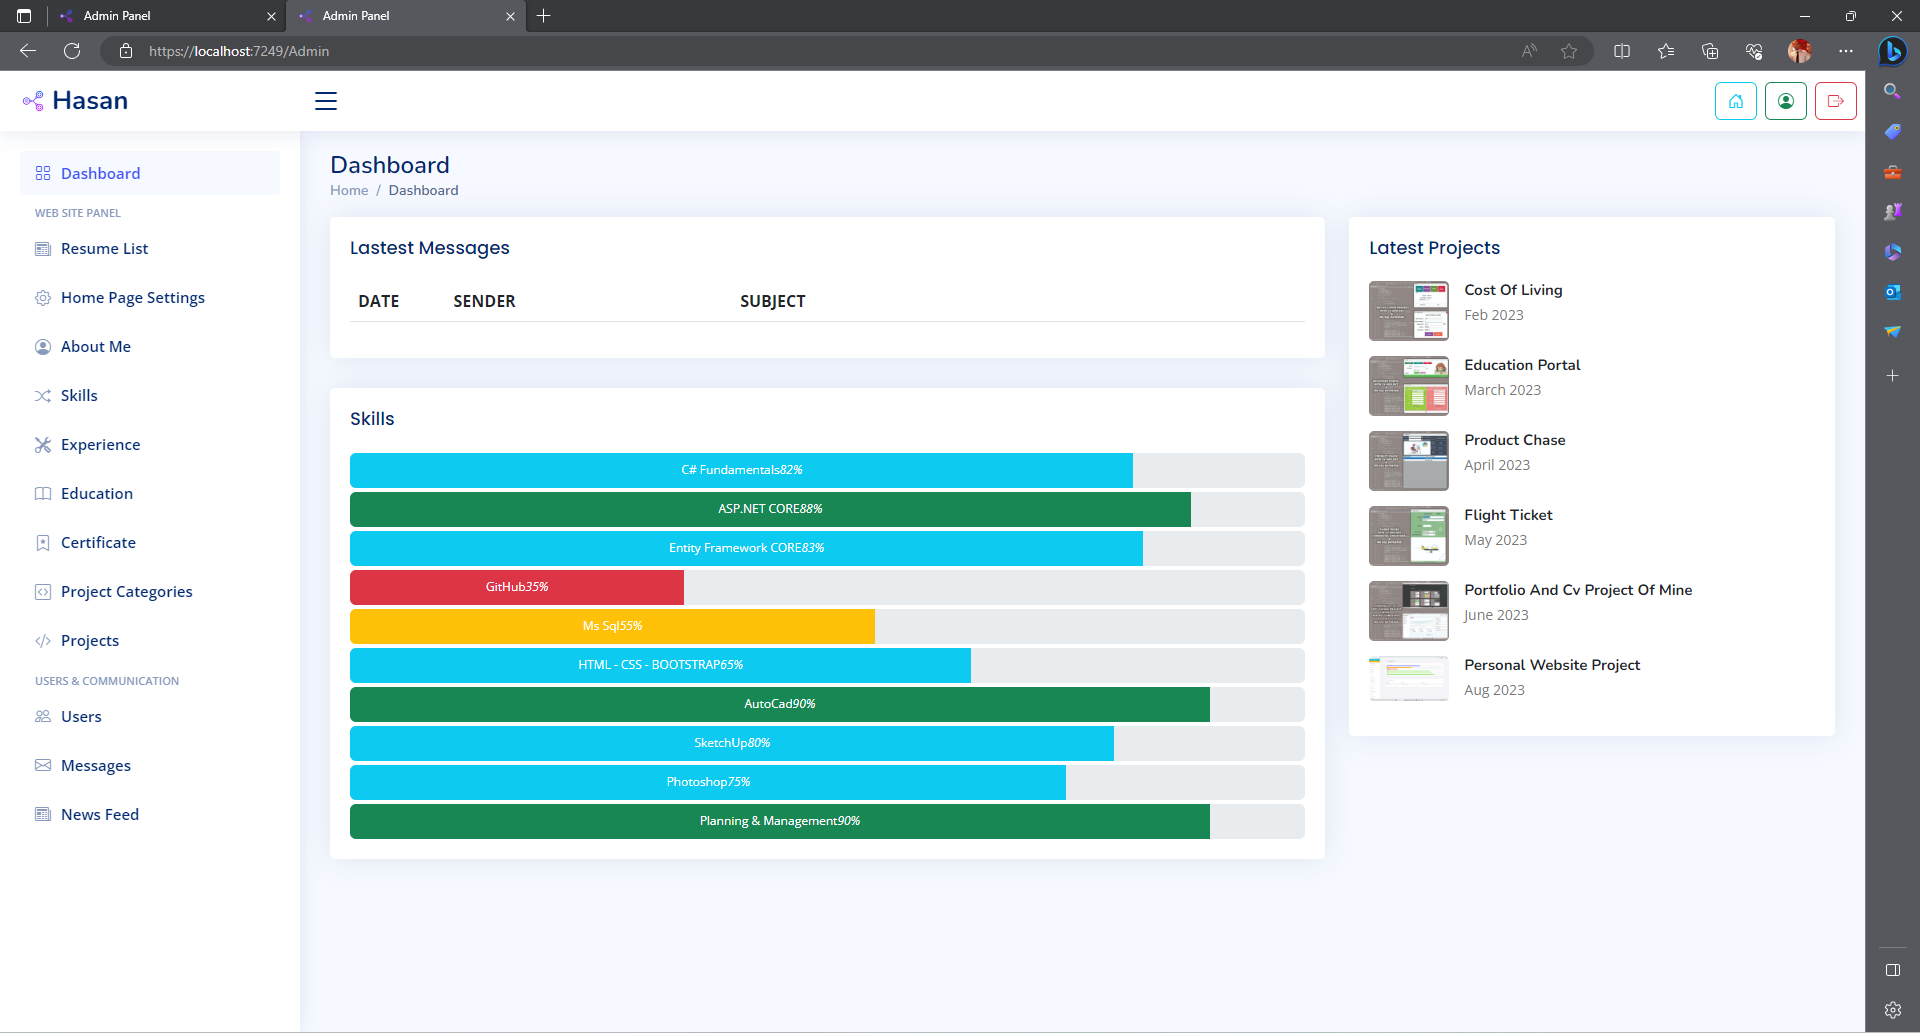 Admin Panel
Admin Panel
https://localhost:7249/Admin
Hasan
Dashboard
WEB SITE PANEL
Resume List
Home Page Settings
About Me
Skills
Experience
Education
Certificate
Project Categories
Projects
USERS & COMMUNICATION
Users
Messages
News Feed
Dashboard
Home / Dashboard
Lastest Messages
DATE SENDER SUBJECT
Skills
C# Fundamentals82%
ASP.NET CORE88%
Entity Framework CORE83%
GitHub35%
Ms Sql55%
HTML - CSS - BOOTSTRAP65%
AutoCad90%
SketchUp80%
Photoshop75%
Planning & Management90%
Latest Projects
Cost Of Living
Feb 2023
Education Portal
March 2023
Product Chase
April 2023
Flight Ticket
May 2023
Portfolio And Cv Project Of Mine
June 2023
Personal Website Project
Aug 2023